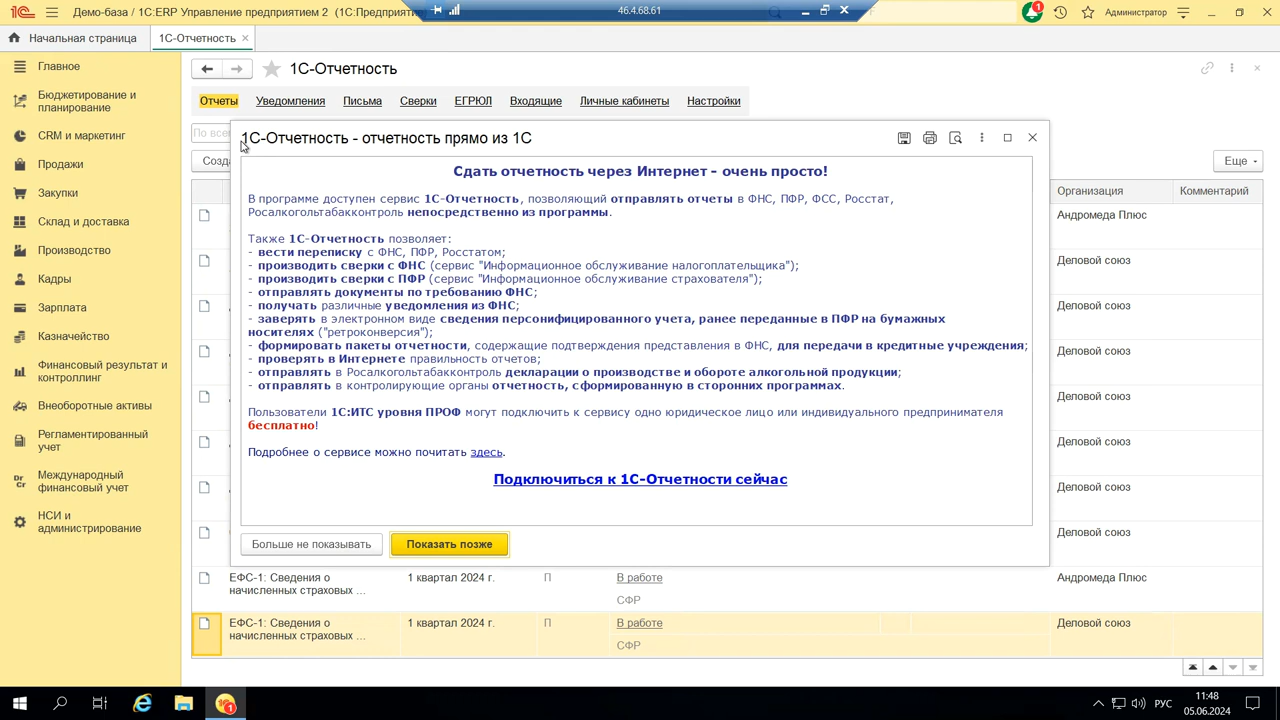 Демо-база / 1С:ERP Управление предприятием 2 (1С:Предприятие
46.4.68.61
1
Администратор
Начальная страница
1С-Отчетность
Главное
Бюджетирование и
планирование
CRM и маркетинг
Продажи
Закупки
Склад и доставка
Производство
Кадры
Зарплата
Казначейство
Финансовый результат и
контроллинг
Внеоборотные активы
Регламентированный
учет
Международный
финансовый учет
НСИ и
администрирование
1С-Отчетность
Отчеты Уведомления Письма Сверки ЕГРЮЛ Входящие Личные кабинеты Настройки
По всем
Созда
Еще
Организация Комментарий
Андромеда Плюс
Деловой союз
Деловой союз
Деловой союз
Деловой союз
Деловой союз
Деловой союз
Деловой союз
1С-Отчетность - отчетность прямо из 1С
Сдать отчетность через Интернет - очень просто!
В программе доступен сервис 1С-Отчетность, позволяющий отправлять отчеты в ФНС, ПФР, ФСС, Росстат,
Росалкогольтабакконтроль непосредственно из программы.
Также 1С-Отчетность позволяет:
- вести переписку с ФНС, ПФР, Росстатом;
- производить сверки с ФНС (сервис "Информационное обслуживание налогоплательщика");
- производить сверки с ПФР (сервис "Информационное обслуживание страхователя");
- отправлять документы по требованию ФНС;
- получать различные уведомления из ФНС;
- заверять в электронном виде сведения персонифицированного учета, ранее переданные в ПФР на бумажных
носителях ("ретроконверсия");
- формировать пакеты отчетности, содержащие подтверждения представления в ФНС, для передачи в кредитные учреждения;
- проверять в Интернете правильность отчетов;
- отправлять в Росалкогольтабакконтроль декларации о производстве и обороте алкогольной продукции;
- отправлять в контролирующие органы отчетность, сформированную в сторонних программах.
Пользователи 1С:ИТС уровня ПРОФ могут подключить к сервису одно юридическое лицо или индивидуального предпринимателя
бесплатно!
Подробнее о сервисе можно почитать здесь.
Подключиться к 1С-Отчетности сейчас
Больше не показывать Показать позже
ЕФС-1: Сведения о 1 квартал 2024 г. П В работе Андромеда Плюс
начисленных страховых ... СФР
ЕФС-1: Сведения о 1 квартал 2024 г. П В работе Деловой союз
начисленных страховых ... СФР
1
РУС
11:48
05.06.2024